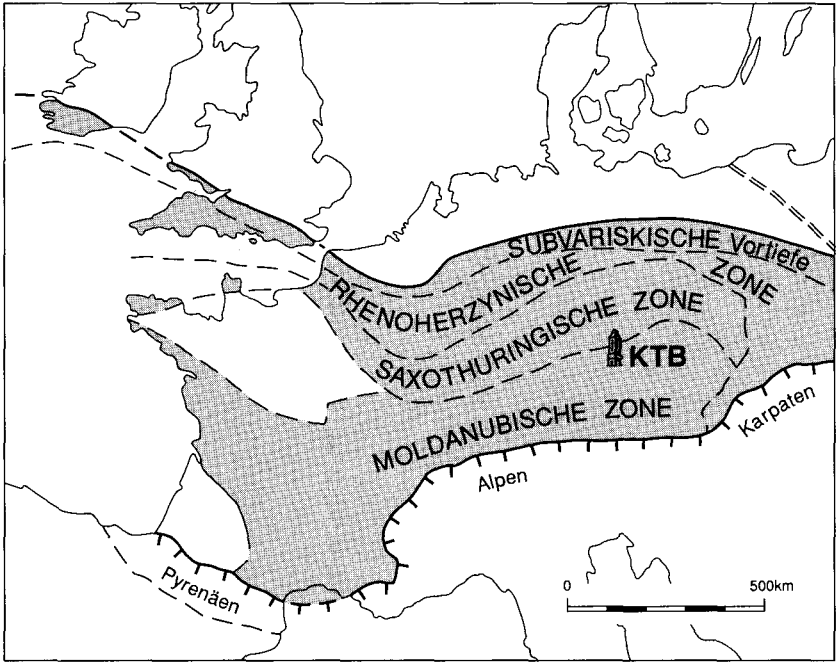 SUBVARISKISCHE Vortiefe
RHENOHERZYNISCHE ZONE
SAXOTHURINGISCHE ZONE
KTB
MOLDANUBISCHE ZONE
Karpaten
Alpen
Pyrenäen
0 500km